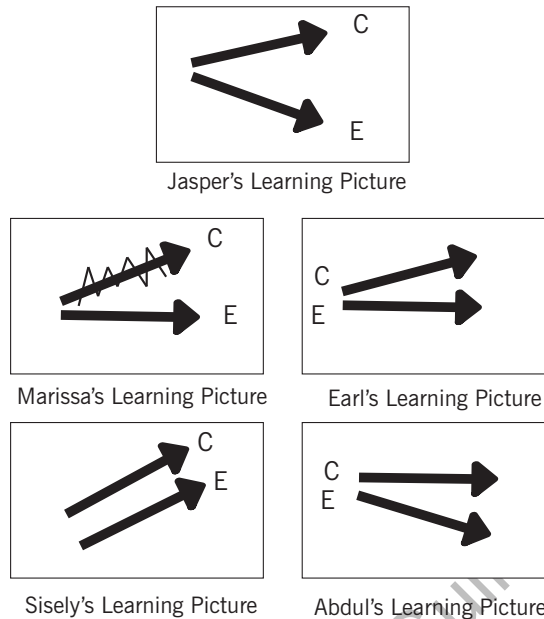 C
E
Jasper's Learning Picture
C
E
Marissa's Learning Picture
C
E
Earl's Learning Picture
C
E
Sisely's Learning Picture
C
E
Abdul's Learning Picture